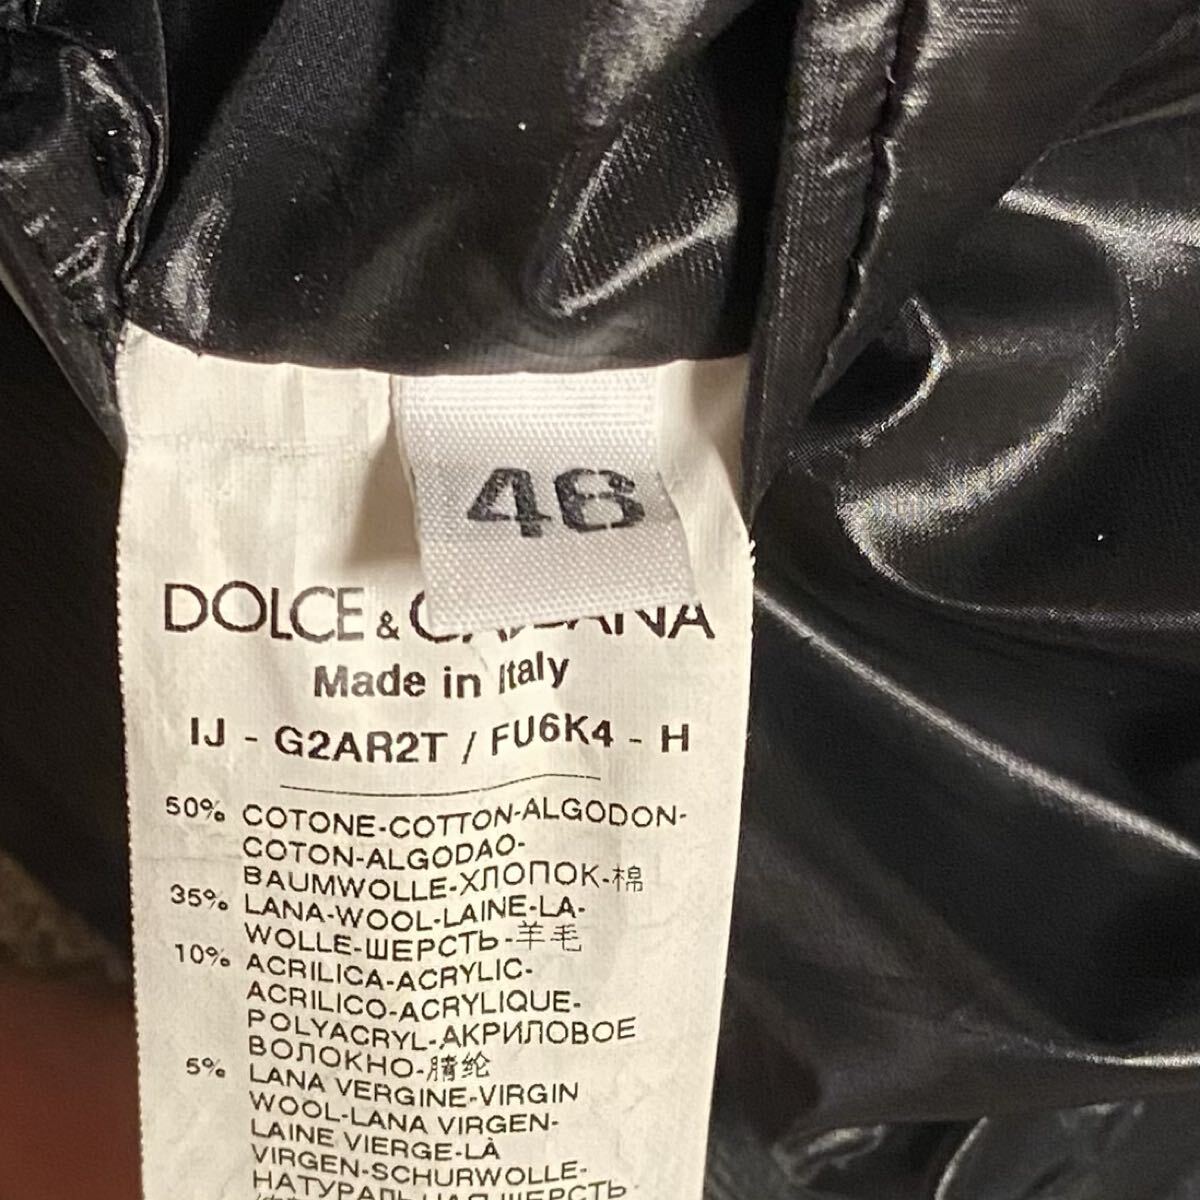 46
DOLCE &
Made in Italy
IJ - G2AR2T / FU6K4 - H
50% COTONE-COTTON-ALGODON-
COTON-ALGODAO-
BAUMWOLLE-ХЛОПОК-棉
35% LANA-WOOL-LAINE-LA-
WOLLE-ШЕРСТЬ-羊毛
10% ACRILICA-ACRYLIC-
ACRILICO-ACRYLIQUE-
POLYACRYL-АКРИЛОВОЕ
ВОЛОКНО-腈纶
5% LANA VERGINE-VIRGIN
WOOL-LANA VIRGEN-
LAINE VIERGE-LÀ
VIRGEN-SCHURWOLLE-
НАТУРАЛЬНАЯ ШЕРСТЬ-